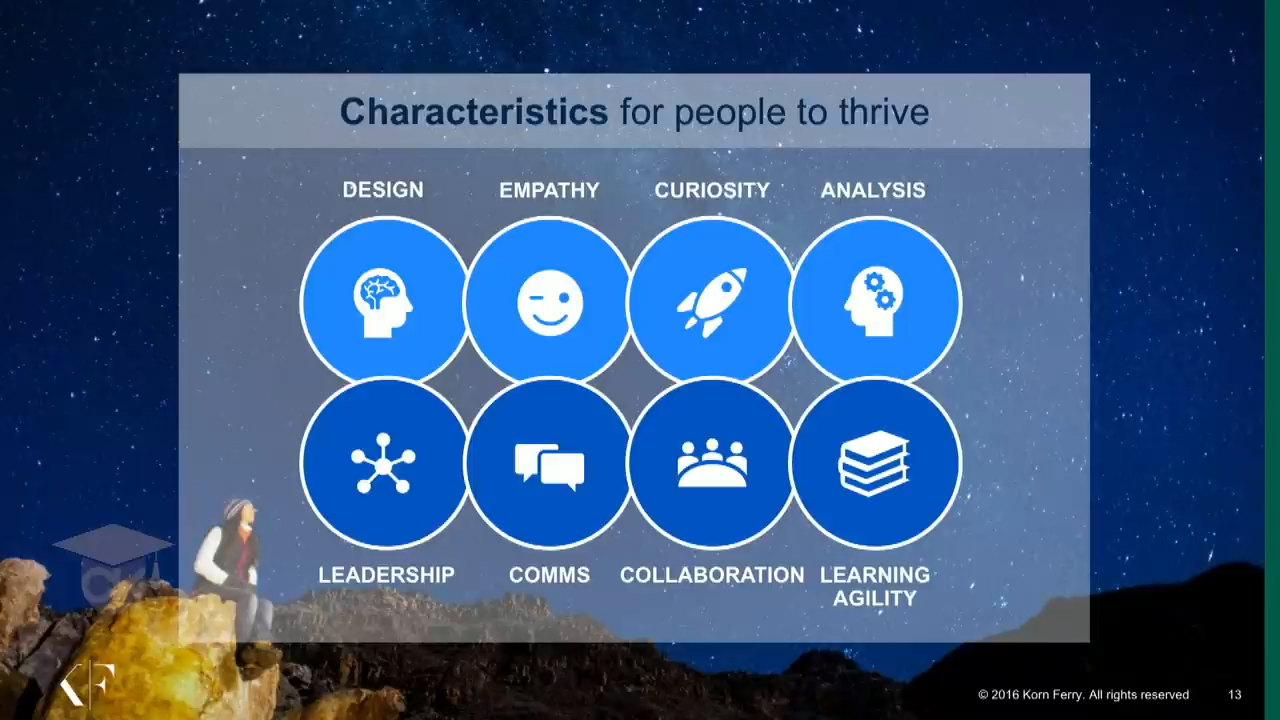 Characteristics for people to thrive
DESIGN
EMPATHY
CURIOSITY
ANALYSIS
LEADERSHIP
COMMS
COLLABORATION
LEARNING
AGILITY
KF
© 2016 Korn Ferry. All rights reserved
13